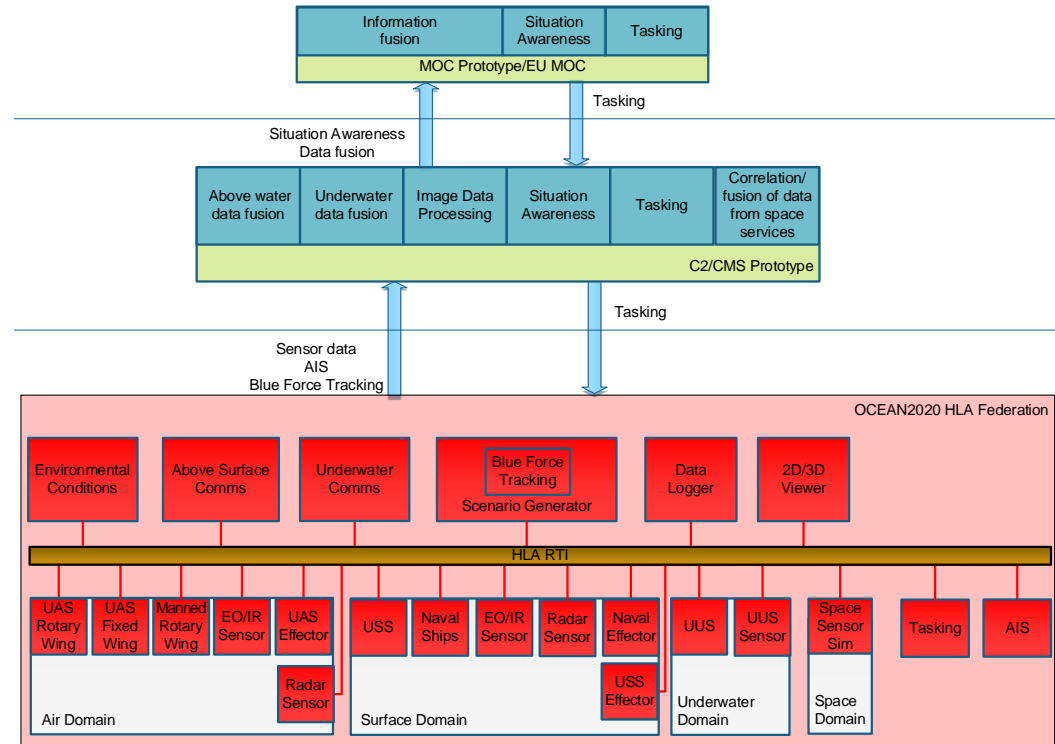 Information
fusion
Situation
Awareness
Tasking
MOC Prototype/EU MOC
Tasking
Situation Awareness
Data fusion
Above water
data fusion
Underwater
data fusion
Image Data
Processing
Situation
Awareness
Tasking
Correlation/
fusion of data
from space
services
C2/CMS Prototype
Tasking
Sensor data
AIS
Blue Force Tracking
OCEAN2020 HLA Federation
Environmental
Conditions
Above Surface
Comms
Underwater
Comms
Blue Force
Tracking
Scenario Generator
Data
Logger
2D/3D
Viewer
HLA RTI
UAS
Rotary
Wing
UAS
Fixed
Wing
Manned
Rotary
Wing
EO/IR
Sensor
UAS
Effector
Radar
Sensor
Air Domain
USS
Naval
Ships
EO/IR
Sensor
Radar
Sensor
Naval
Effector
USS
Effector
Surface Domain
UUS
UUS
Sensor
Underwater
Domain
Space
Sensor
Sim
Space
Domain
Tasking
AIS